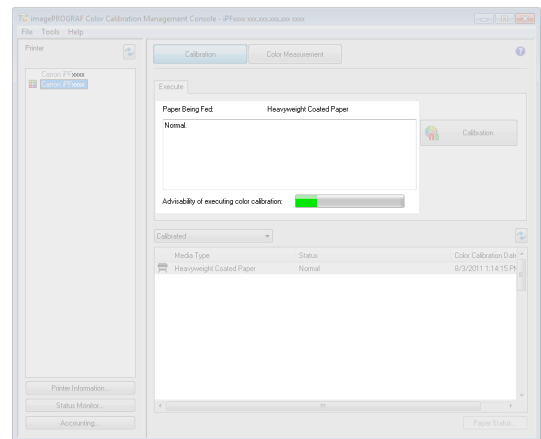 imagePROGRAF Color Calibration Management Console - iPFxxxx xxx.xxx.xxx.xxx
File Tools Help
Printer
Canon iPFxxxx
Canon iPFxxxx
Calibration
Color Measurement
Execute
Paper Being Fed: Heavyweight Coated Paper
Normal.
Calibration
Advisability of executing color calibration:
Calibrated
Media Type Status Color Calibration Date
Heavyweight Coated Paper Normal 8/3/2011 1:14:15 PM
Printer Information...
Status Monitor...
Accounting...
Paper Status...